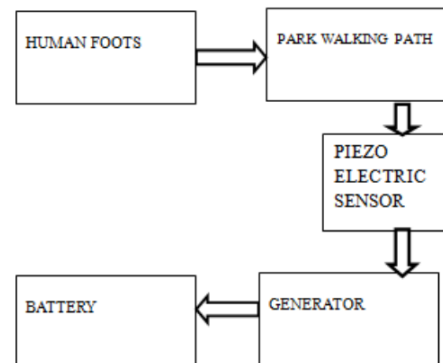 HUMAN FOOTS
PARK WALKING PATH
PIEZO
ELECTRIC
SENSOR
GENERATOR
BATTERY